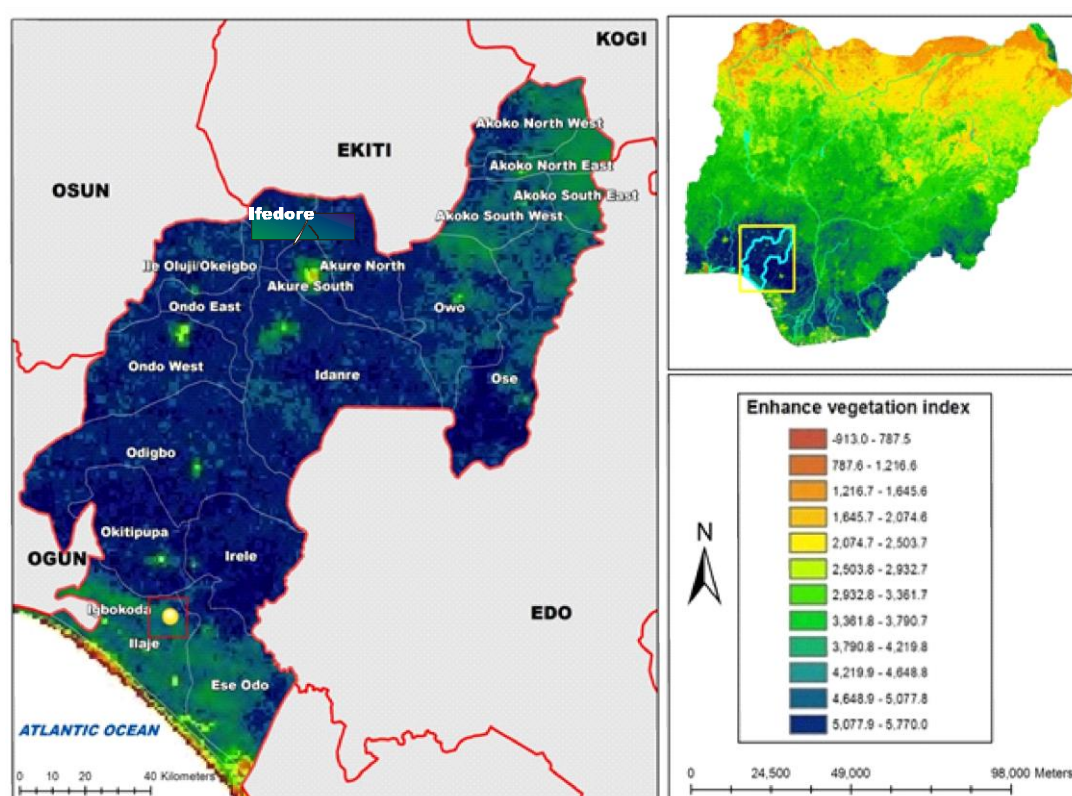 KOGI
EKITI
OSUN
Akoko North West
Akoko North East
Akoko South East
Akoko South West
Ifedore
Ile Oluji/Okeigbo
Akure North
Akure South
Ondo East
Owo
Ondo West
Idanre
Ose
Odigbo
Okitipupa
Irele
OGUN
Igbokoda
EDO
Ilaje
Ese Odo
ATLANTIC OCEAN
0 10 20 40 Kilometers
Enhance vegetation index
-913.0 - 787.5
787.6 - 1,216.6
1,216.7 - 1,645.6
1,645.7 - 2,074.6
2,074.7 - 2,503.7
2,503.8 - 2,932.7
2,932.8 - 3,361.7
3,361.8 - 3,790.7
3,790.8 - 4,219.8
4,219.9 - 4,648.8
4,648.9 - 5,077.8
5,077.9 - 5,770.0
N
0 24,500 49,000 98,000 Meters